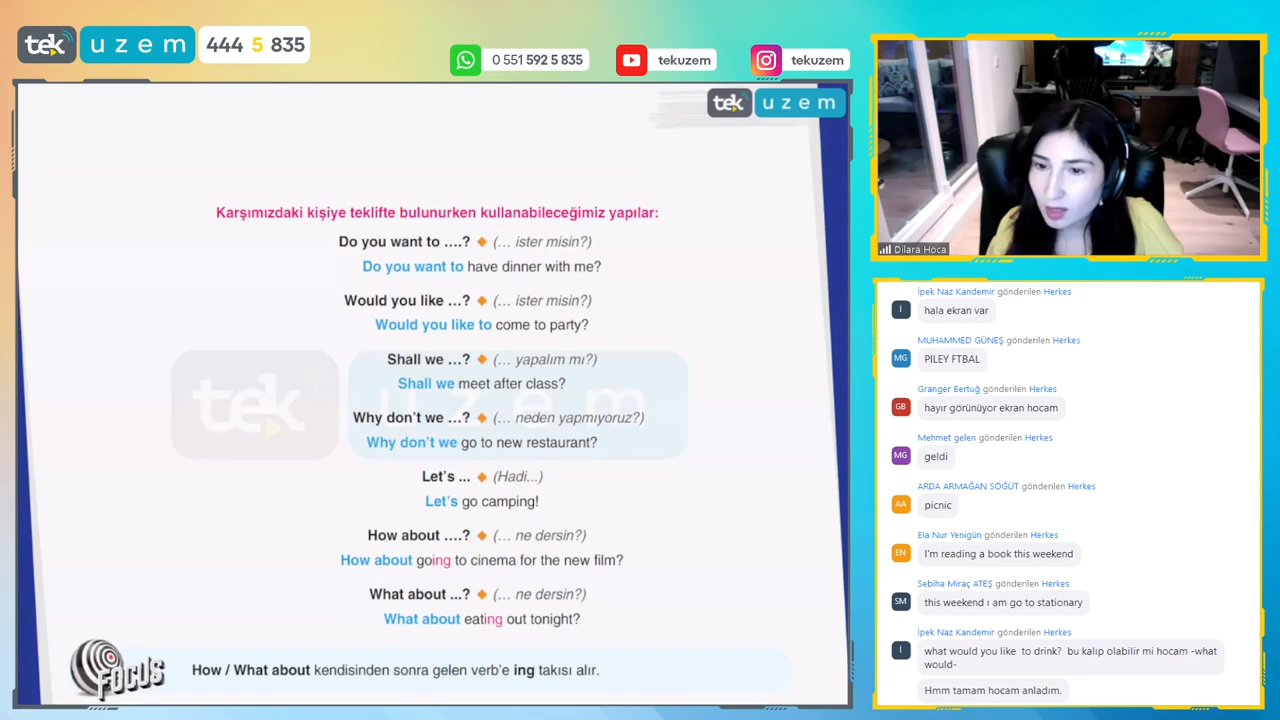 tek uzem 444 5 835
0 551 592 5 835
tekuzem
tekuzem
tek uzem
Karşımızdaki kişiye teklifte bulunurken kullanabileceğimiz yapılar:
Do you want to ....? ◆ (... ister misin?)
Do you want to have dinner with me?
Would you like ...? ◆ (... ister misin?)
Would you like to come to party?
Shall we ...? ◆ (... yapalım mı?)
Shall we meet after class?
Why don't we ...? ◆ (... neden yapmıyoruz?)
Why don't we go to new restaurant?
Let's ... ◆ (Hadi...)
Let's go camping!
How about ....? ◆ (... ne dersin?)
How about going to cinema for the new film?
What about ...? ◆ (... ne dersin?)
What about eating out tonight?
tek uzem
FOCUS
How / What about kendisinden sonra gelen verb'e ing takısı alır.
Dilara Hoca
İpek Naz Kandemir gönderilen Herkes
I
hala ekran var
MUHAMMED GÜNEŞ gönderilen Herkes
MG
PILEY FTBAL
Granger Bertuğ gönderilen Herkes
GB
hayır görünüyor ekran hocam
Mehmet gelen gönderilen Herkes
MG
geldi
ARDA ARMAĞAN SÖĞÜT gönderilen Herkes
AA
picnic
Ela Nur Yenigün gönderilen Herkes
EN
I'm reading a book this weekend
Sebiha Miraç ATEŞ gönderilen Herkes
SM
this weekend ı am go to stationary
İpek Naz Kandemir gönderilen Herkes
I
what would you like to drink? bu kalıp olabilir mi hocam -what
would-
Hmm tamam hocam anladım.